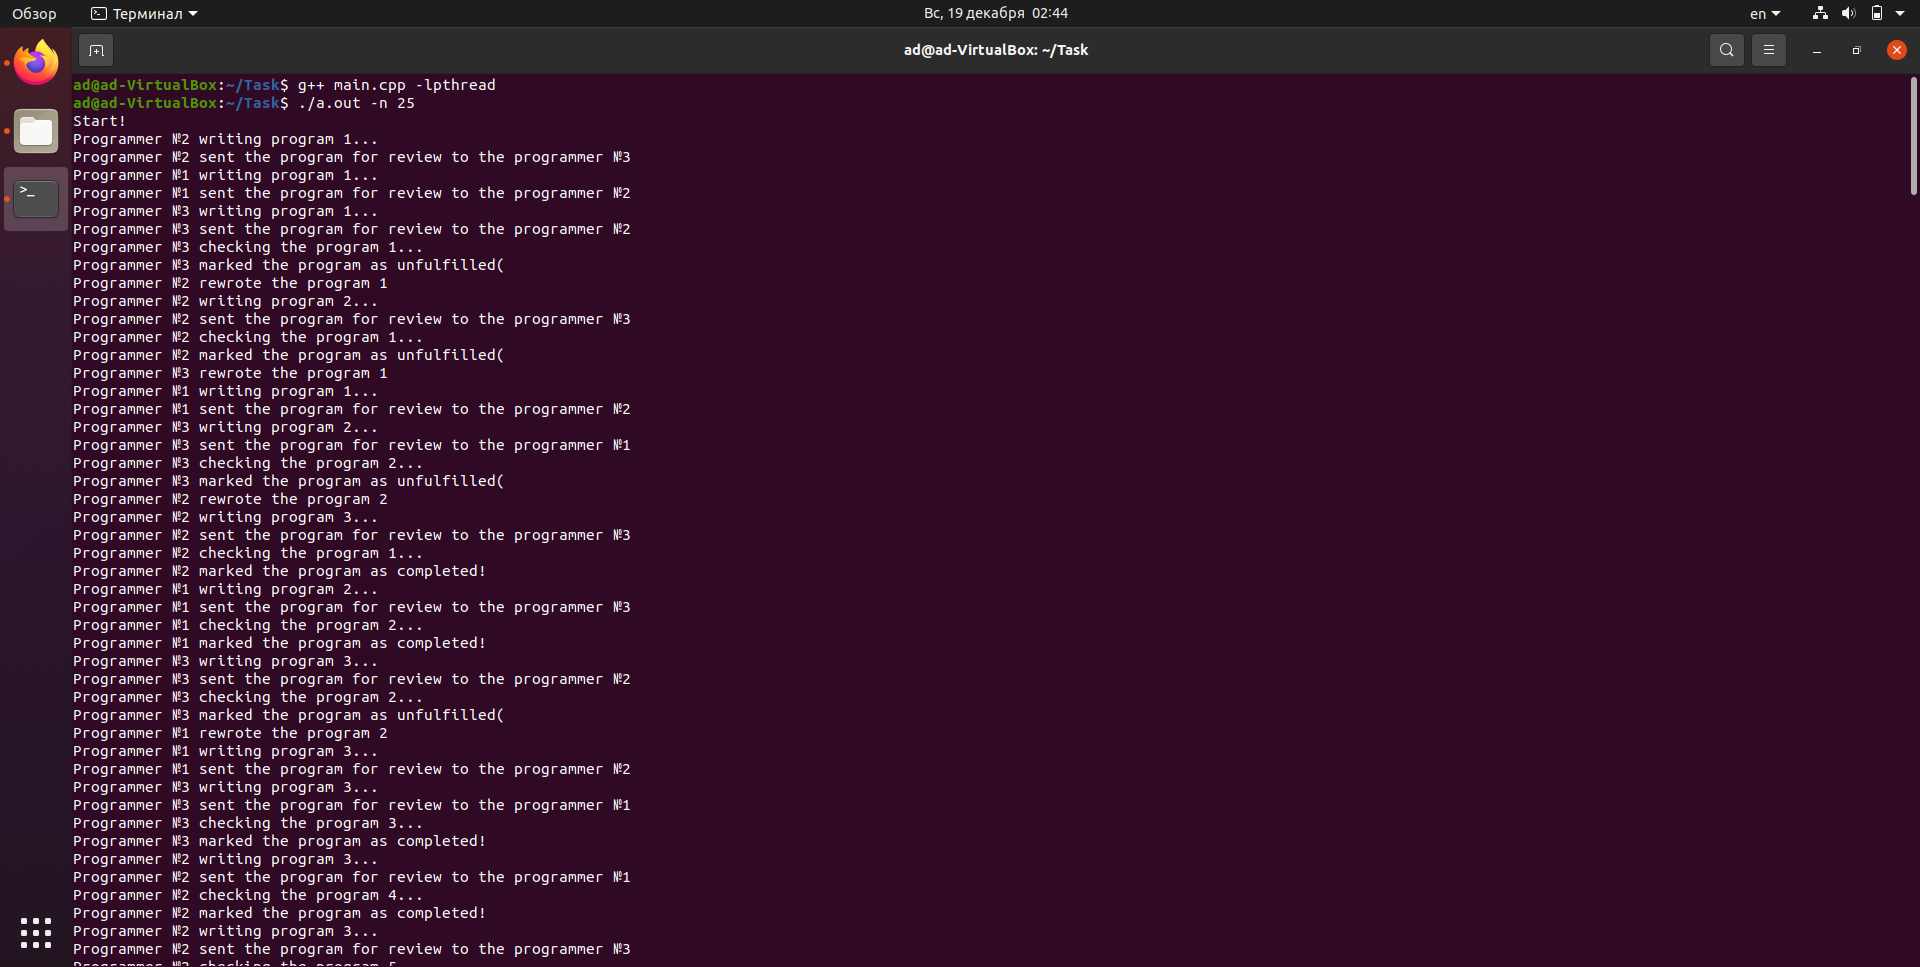 Обзор
Терминал
Вс, 19 декабря 02:44
en
ad@ad-VirtualBox: ~/Task
ad@ad-VirtualBox:~/Task$ g++ main.cpp -lpthread
ad@ad-VirtualBox:~/Task$ ./a.out -n 25
Start!
Programmer №2 writing program 1...
Programmer №2 sent the program for review to the programmer №3
Programmer №1 writing program 1...
Programmer №1 sent the program for review to the programmer №2
Programmer №3 writing program 1...
Programmer №3 sent the program for review to the programmer №2
Programmer №3 checking the program 1...
Programmer №3 marked the program as unfulfilled(
Programmer №2 rewrote the program 1
Programmer №2 writing program 2...
Programmer №2 sent the program for review to the programmer №3
Programmer №2 checking the program 1...
Programmer №2 marked the program as unfulfilled(
Programmer №3 rewrote the program 1
Programmer №1 writing program 1...
Programmer №1 sent the program for review to the programmer №2
Programmer №3 writing program 2...
Programmer №3 sent the program for review to the programmer №1
Programmer №3 checking the program 2...
Programmer №3 marked the program as unfulfilled(
Programmer №2 rewrote the program 2
Programmer №2 writing program 3...
Programmer №2 sent the program for review to the programmer №3
Programmer №2 checking the program 1...
Programmer №2 marked the program as completed!
Programmer №1 writing program 2...
Programmer №1 sent the program for review to the programmer №3
Programmer №1 checking the program 2...
Programmer №1 marked the program as completed!
Programmer №3 writing program 3...
Programmer №3 sent the program for review to the programmer №2
Programmer №3 checking the program 2...
Programmer №3 marked the program as unfulfilled(
Programmer №1 rewrote the program 2
Programmer №1 writing program 3...
Programmer №1 sent the program for review to the programmer №2
Programmer №3 writing program 3...
Programmer №3 sent the program for review to the programmer №1
Programmer №3 checking the program 3...
Programmer №3 marked the program as completed!
Programmer №2 writing program 3...
Programmer №2 sent the program for review to the programmer №1
Programmer №2 checking the program 4...
Programmer №2 marked the program as completed!
Programmer №2 writing program 3...
Programmer №2 sent the program for review to the programmer №3